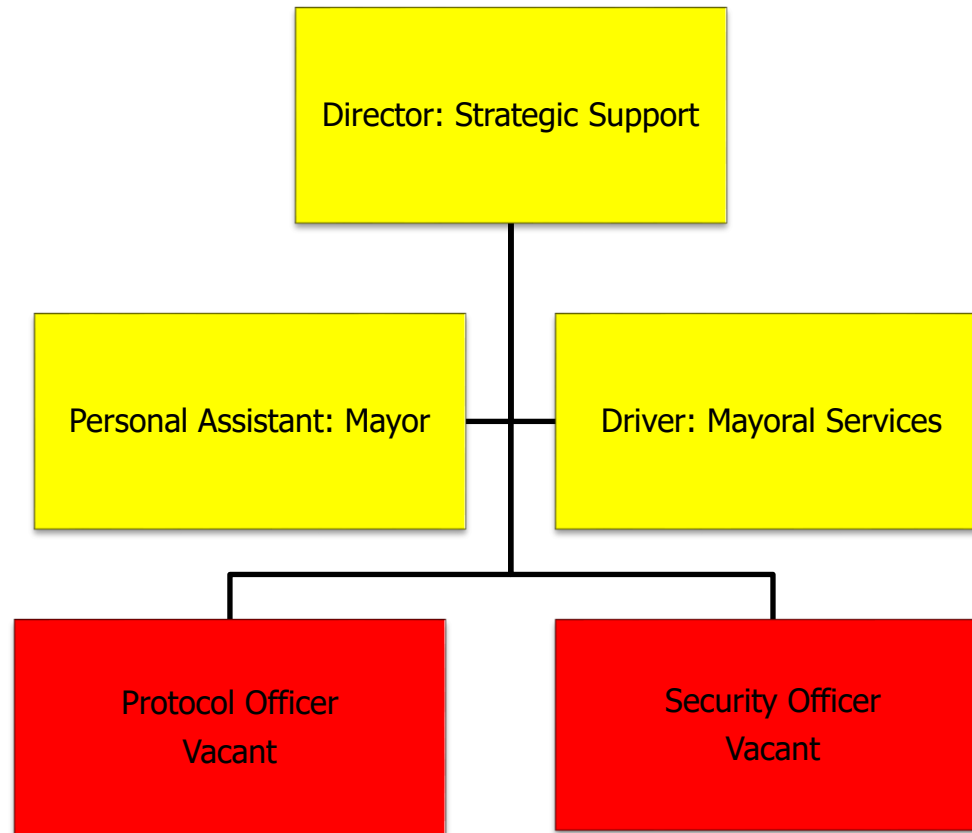 Director: Strategic Support
Personal Assistant: Mayor
Driver: Mayoral Services
Protocol Officer
Vacant
Security Officer
Vacant